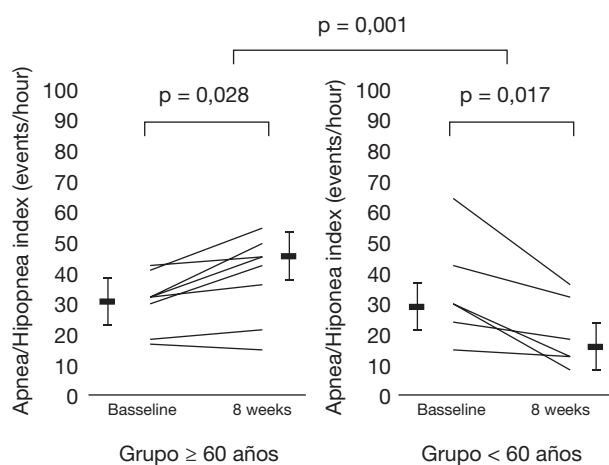 p = 0,001
Apnea/Hipopnea index (events/hour)
100
90
80
70
60
50
40
30
20
10
0
p = 0,028
Basseline
8 weeks
Grupo ≥ 60 años
Apnea/Hiponea index (events/hour)
100
90
80
70
60
50
40
30
20
10
0
p = 0,017
Basseline
8 weeks
Grupo < 60 años